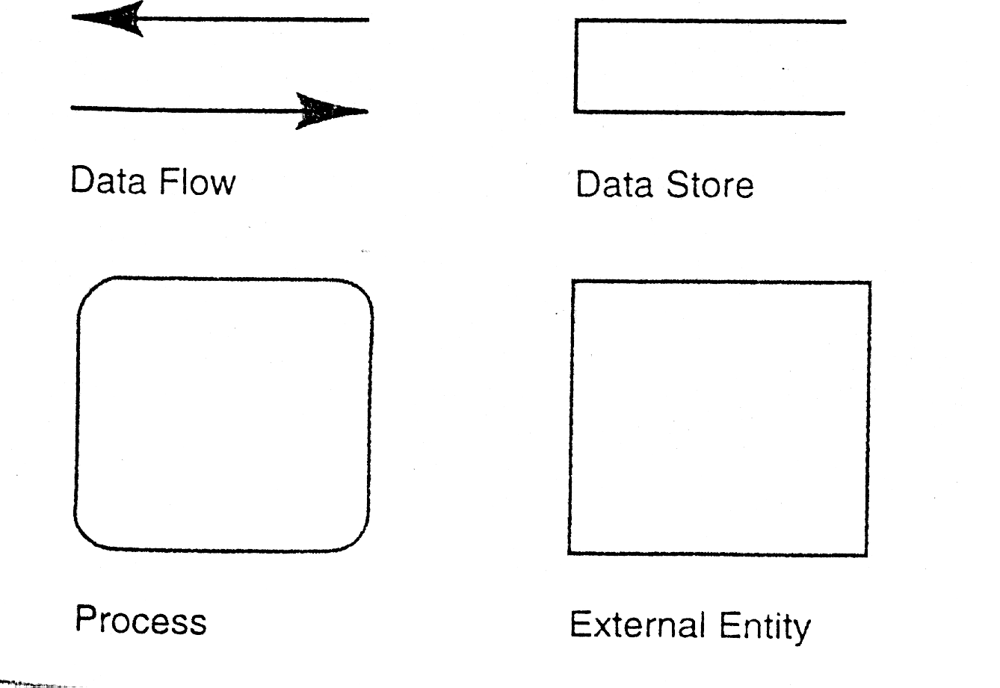 Data Flow
Data Store
Process
External Entity